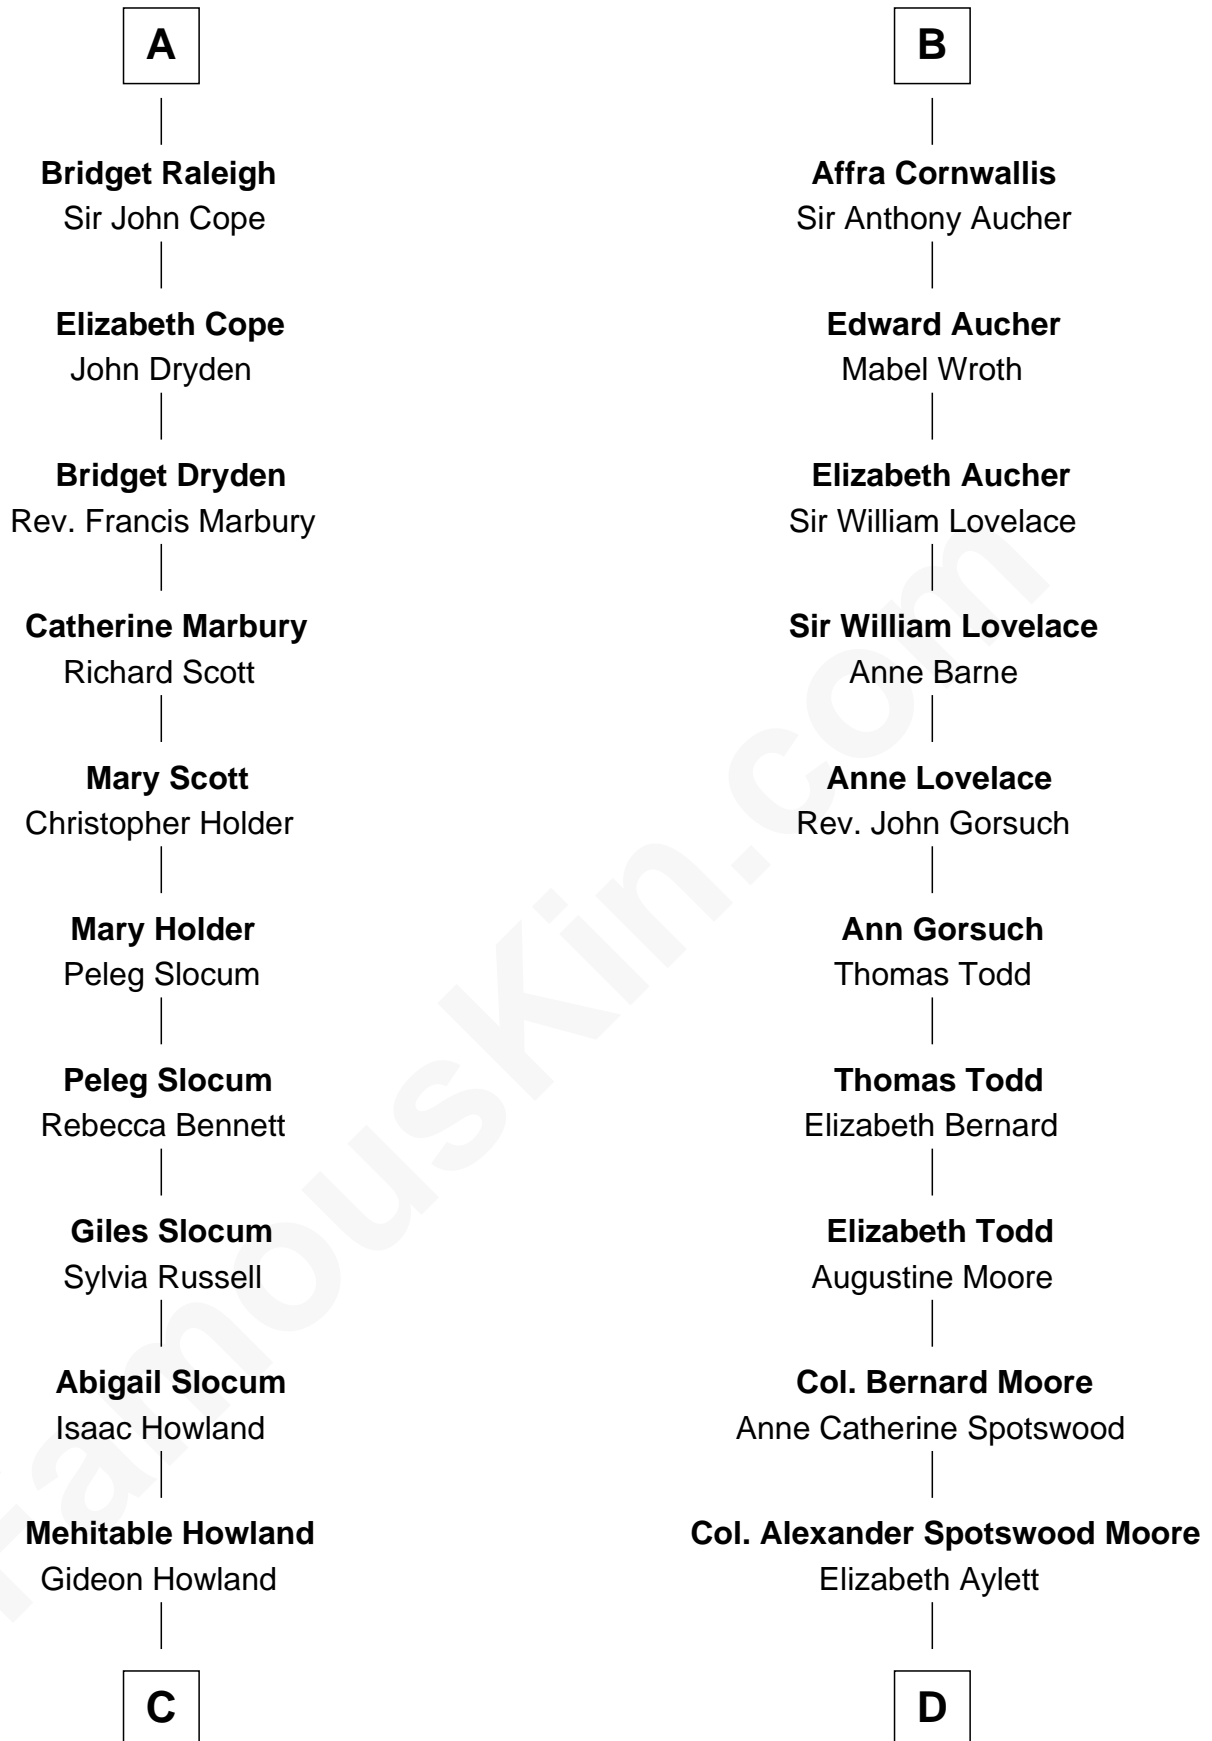 A
Bridget Raleigh
Sir John Cope
Elizabeth Cope
John Dryden
Bridget Dryden
Rev. Francis Marbury
Catherine Marbury
Richard Scott
Mary Scott
Christopher Holder
Mary Holder
Peleg Slocum
Peleg Slocum
Rebecca Bennett
Giles Slocum
Sylvia Russell
Abigail Slocum
Isaac Howland
Mehitable Howland
Gideon Howland
C
B
Affra Cornwallis
Sir Anthony Aucher
Edward Aucher
Mabel Wroth
Elizabeth Aucher
Sir William Lovelace
Sir William Lovelace
Anne Barne
Anne Lovelace
Rev. John Gorsuch
Ann Gorsuch
Thomas Todd
Thomas Todd
Elizabeth Bernard
Elizabeth Todd
Augustine Moore
Col. Bernard Moore
Anne Catherine Spotswood
Col. Alexander Spotswood Moore
Elizabeth Aylett
D
FamousKin.com